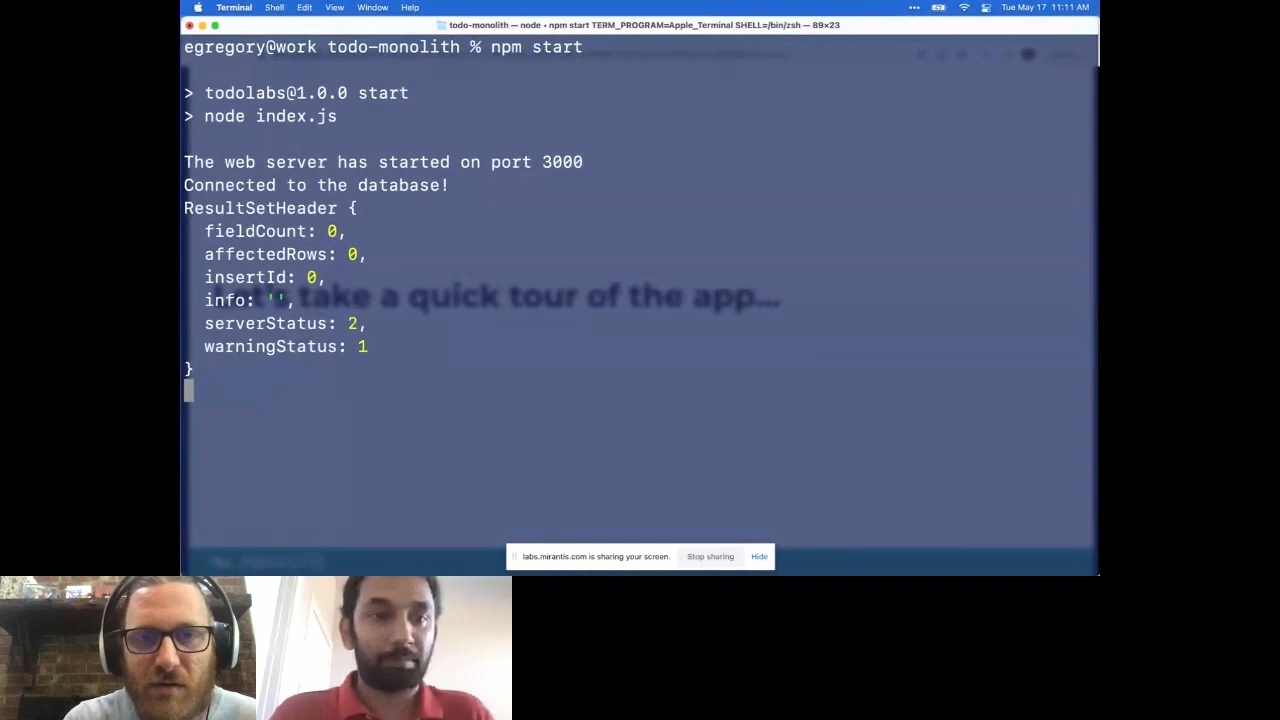 Terminal Shell Edit View Window Help
Tue May 17 11:11 AM
todo-monolith — node • npm start TERM_PROGRAM=Apple_Terminal SHELL=/bin/zsh — 89×23
egregory@work todo-monolith % npm start
> todolabs@1.0.0 start
> node index.js
The web server has started on port 3000
Connected to the database!
ResultSetHeader {
fieldCount: 0,
affectedRows: 0,
insertId: 0,
info: '',
Let's take a quick tour of the app...
serverStatus: 2,
warningStatus: 1
}
labs.mirantis.com is sharing your screen. Stop sharing Hide